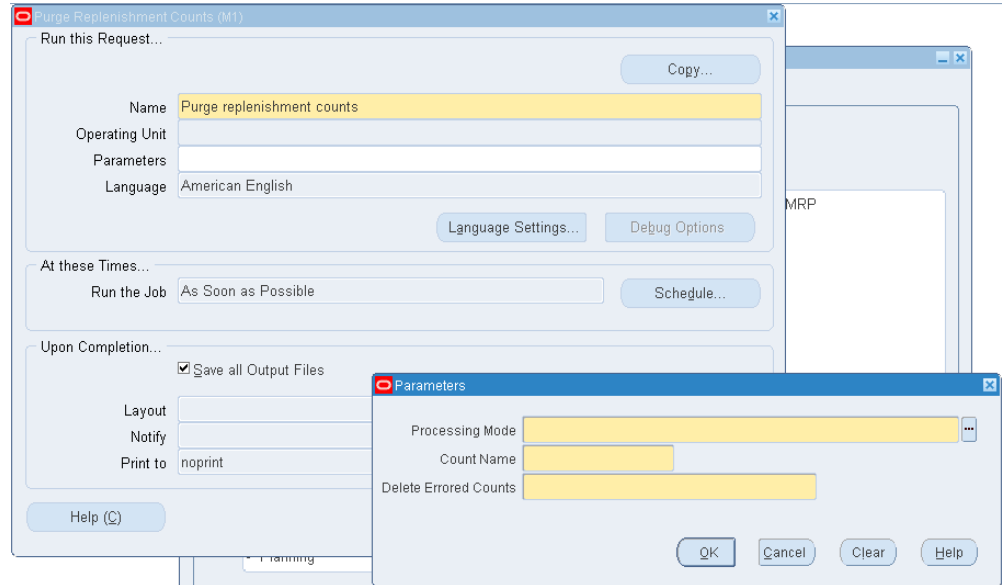 Purge Replenishment Counts (M1)
Run this Request...
Copy...
Name Purge replenishment counts
Operating Unit
Parameters
Language American English
MRP
Language Settings... Debug Options
At these Times...
Run the Job As Soon as Possible Schedule...
Upon Completion...
Save all Output Files
Layout
Notify
Print to noprint
Help (C)
Parameters
Processing Mode
Count Name
Delete Errored Counts
OK Cancel Clear Help
Planning